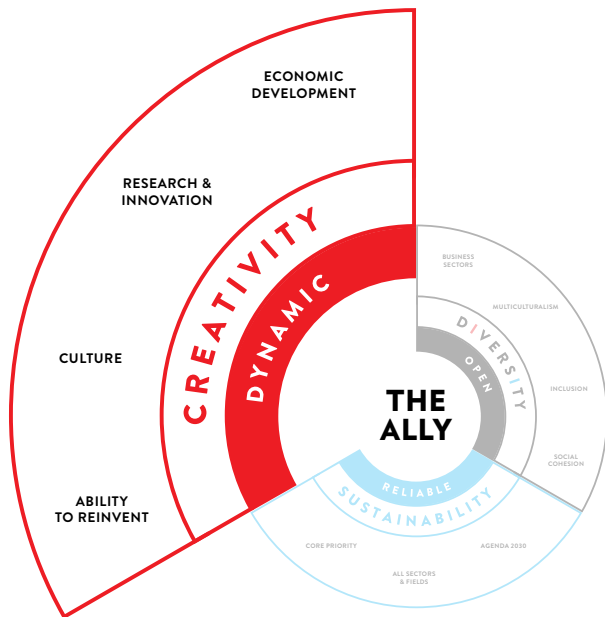 ECONOMIC
DEVELOPMENT
RESEARCH &
INNOVATION
CULTURE
ABILITY
TO REINVENT
CREATIVITY
DYNAMIC
THE
ALLY
BUSINESS
SECTORS
MULTICULTURALISM
INCLUSION
SOCIAL
COHESION
DIVERSITY
OPEN
RELIABLE
SUSTAINABILITY
CORE PRIORITY
ALL SECTORS
& FIELDS
AGENDA 2030